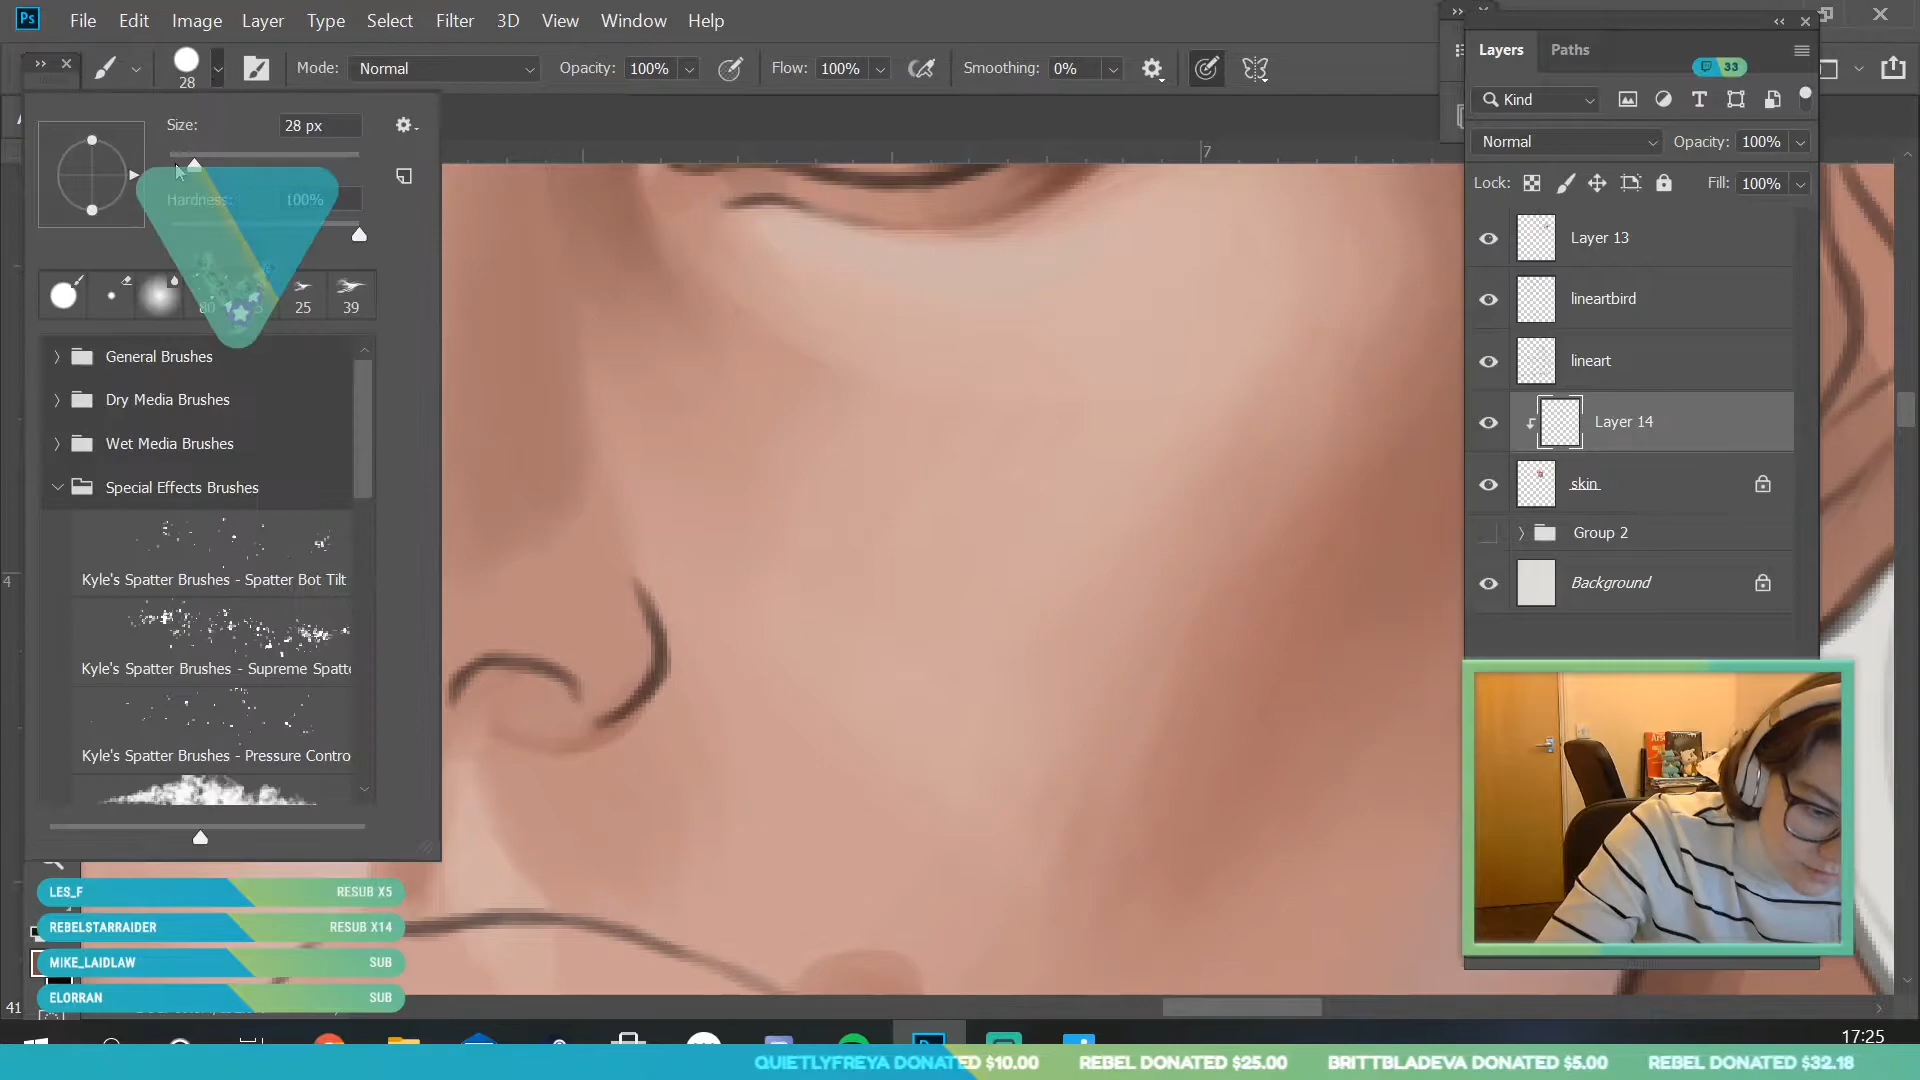 Ps File Edit Image Layer Type Select Filter 3D View Window Help
28 Mode: Normal Opacity: 100% Flow: 100% Smoothing: 0%
Layers Paths
33
Kind
Normal Opacity: 100%
Lock: Fill: 100%
Size: 28 px
Hardness: 100%
80 25 39
General Brushes
Dry Media Brushes
Wet Media Brushes
Special Effects Brushes
Kyle's Spatter Brushes - Spatter Bot Tilt
Kyle's Spatter Brushes - Supreme Spatte
Kyle's Spatter Brushes - Pressure Contro
7
4
Layer 13
lineartbird
lineart
Layer 14
skin
Group 2
Background
LES_F RESUB X5
REBELSTARRAIDER RESUB X14
MIKE_LAIDLAW SUB
ELORRAN SUB
41
17:25
QUIETLYFREYA DONATED $10.00 REBEL DONATED $25.00 BRITTBLADEVA DONATED $5.00 REBEL DONATED $32.18